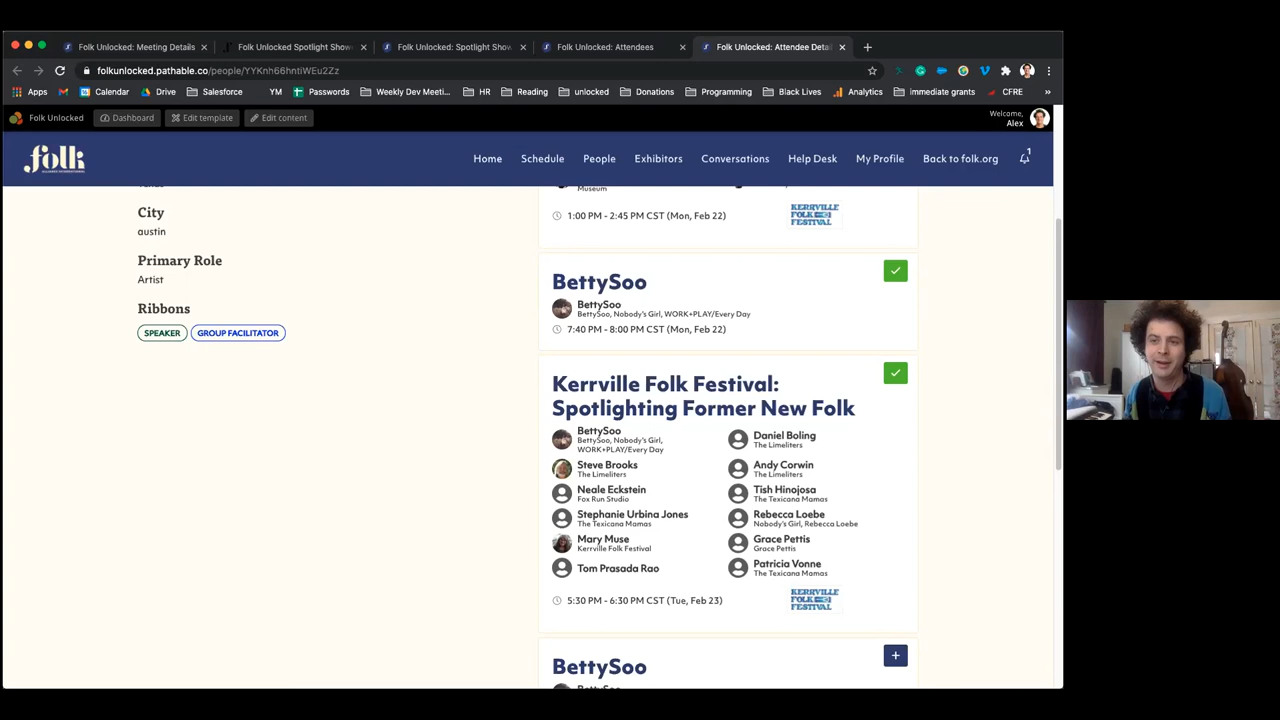 Folk Unlocked: Meeting Details
Folk Unlocked Spotlight Show
Folk Unlocked: Spotlight Show
Folk Unlocked: Attendees
Folk Unlocked: Attendee Deta
folkunlocked.pathable.co/people/YYKnh66hntiWEu2Zz
Apps
Calendar
Drive
Salesforce
YM
Passwords
Weekly Dev Meeti...
HR
Reading
unlocked
Donations
Programming
Black Lives
Analytics
immediate grants
CFRE
»
Folk Unlocked
Dashboard
Edit template
Edit content
Welcome,
Alex
folk
Home
Schedule
People
Exhibitors
Conversations
Help Desk
My Profile
Back to folk.org
1
City
austin
Primary Role
Artist
Ribbons
SPEAKER
GROUP FACILITATOR
Museum
1:00 PM - 2:45 PM CST (Mon, Feb 22)
KERRVILLE
FOLK
FESTIVAL
BettySoo
BettySoo
BettySoo, Nobody's Girl, WORK+PLAY/Every Day
7:40 PM - 8:00 PM CST (Mon, Feb 22)
Kerrville Folk Festival:
Spotlighting Former New Folk
BettySoo
BettySoo, Nobody's Girl,
WORK+PLAY/Every Day
Daniel Boling
The Limeliters
Steve Brooks
The Limeliters
Andy Corwin
The Limeliters
Neale Eckstein
Fox Run Studio
Tish Hinojosa
The Texicana Mamas
Stephanie Urbina Jones
The Texicana Mamas
Rebecca Loebe
Nobody's Girl, Rebecca Loebe
Mary Muse
Kerrville Folk Festival
Grace Pettis
Grace Pettis
Tom Prasada Rao
Patricia Vonne
The Texicana Mamas
5:30 PM - 6:30 PM CST (Tue, Feb 23)
KERRVILLE
FOLK
FESTIVAL
BettySoo